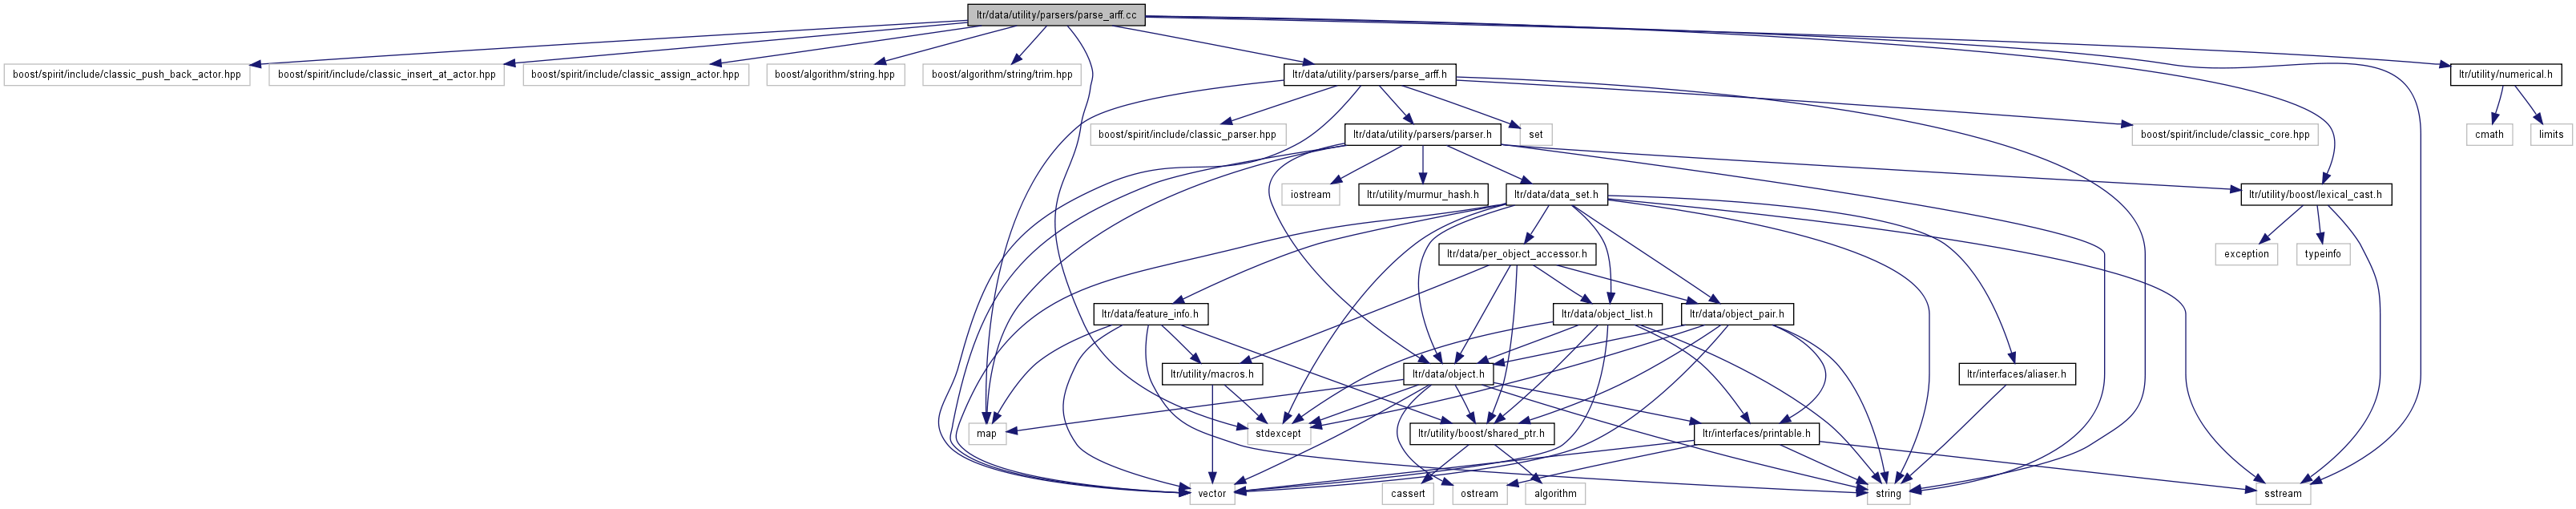 ltr/data/utility/parsers/parse_arff.cc
boost/spirit/include/classic_push_back_actor.hpp
boost/spirit/include/classic_insert_at_actor.hpp
boost/spirit/include/classic_assign_actor.hpp
boost/algorithm/string.hpp
boost/algorithm/string/trim.hpp
ltr/data/utility/parsers/parse_arff.h
ltr/utility/numerical.h
boost/spirit/include/classic_parser.hpp
ltr/data/utility/parsers/parser.h
set
boost/spirit/include/classic_core.hpp
cmath
limits
iostream
ltr/utility/murmur_hash.h
ltr/data/data_set.h
ltr/utility/boost/lexical_cast.h
ltr/data/per_object_accessor.h
exception
typeinfo
ltr/data/feature_info.h
ltr/data/object_list.h
ltr/data/object_pair.h
ltr/utility/macros.h
ltr/data/object.h
ltr/interfaces/aliaser.h
map
stdexcept
ltr/utility/boost/shared_ptr.h
ltr/interfaces/printable.h
vector
cassert
ostream
algorithm
string
sstream